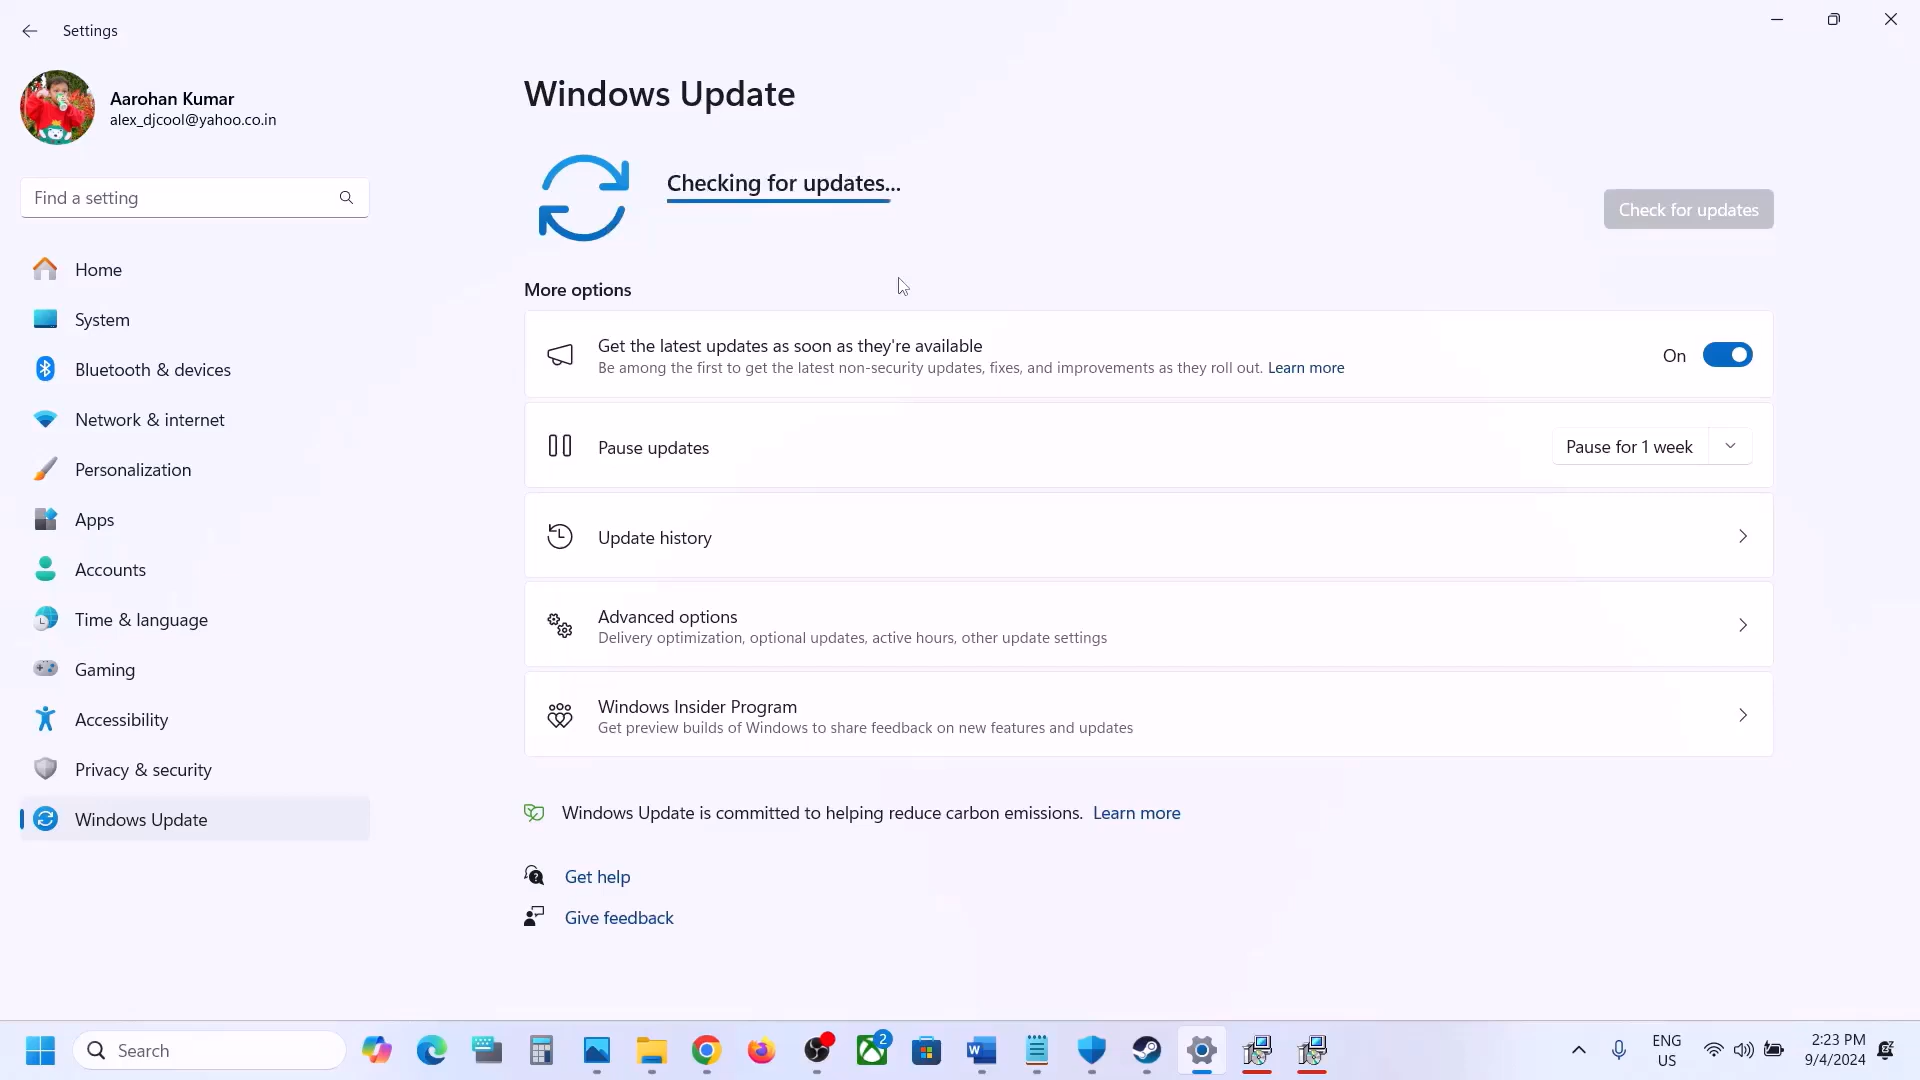 Settings
Aarohan Kumar
alex_djcool@yahoo.co.in
Find a setting
Home
System
Bluetooth & devices
Network & internet
Personalization
Apps
Accounts
Time & language
Gaming
Accessibility
Privacy & security
Windows Update
Windows Update
Checking for updates...
Check for updates
More options
Get the latest updates as soon as they're available
Be among the first to get the latest non-security updates, fixes, and improvements as they roll out. Learn more
On
Pause updates
Pause for 1 week
Update history
Advanced options
Delivery optimization, optional updates, active hours, other update settings
Windows Insider Program
Get preview builds of Windows to share feedback on new features and updates
Windows Update is committed to helping reduce carbon emissions. Learn more
Get help
Give feedback
Search
2
ENG
US
2:23 PM
9/4/2024